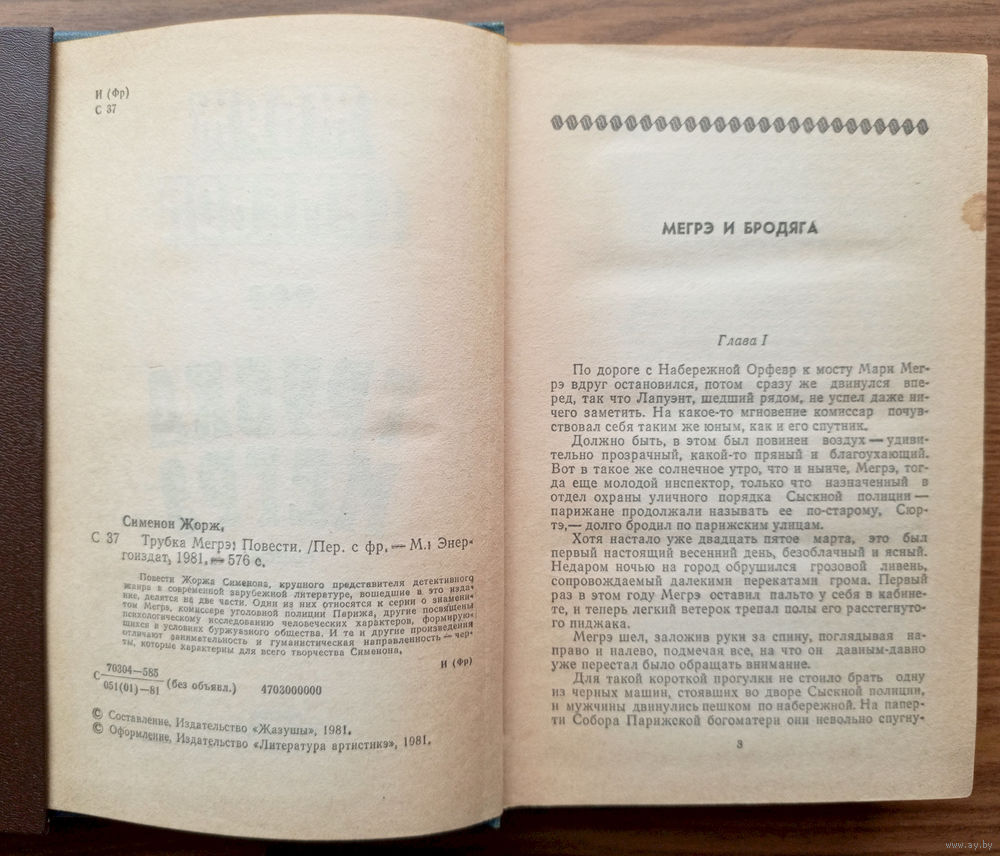 И (Фр)
С 37
Сименон Жорж.
С 37 Трубка Мегрэ: Повести. /Пер. с фр. — М.: Энер-
гоиздат, 1981. — 576 с.
Повести Жоржа Сименона, крупного представителя детективного
жанра в современной зарубежной литературе, вошедшие в это изда-
ние, делятся на две части. Одни из них относятся к серии о знамени-
том Мегрэ, комиссере уголовной полиции Парижа, другие посвящены
психологическому исследованию человеческих характеров, формирую-
щихся в условиях буржуазного общества. И те и другие произведения
отличают занимательность и гуманистическая направленность — чер-
ты, которые характерны для всего творчества Сименона.
И (Фр)
С 70304—585
051(01)—81 (без объявл.) 4703000000
© Составление, Издательство «Жазушы», 1981.
© Оформление, Издательство «Литература артистикэ», 1981.
МЕГРЭ И БРОДЯГА
Глава I
По дороге с Набережной Орфевр к мосту Мари Мег-
рэ вдруг остановился, потом сразу же двинулся впе-
ред, так что Лапуэнт, шедший рядом, не успел даже ни-
чего заметить. На какое-то мгновение комиссар почув-
ствовал себя таким же юным, как и его спутник.
Должно быть, в этом был повинен воздух — удиви-
тельно прозрачный, какой-то пряный и благоухающий.
Вот в такое же солнечное утро, что и нынче, Мегрэ, тог-
да еще молодой инспектор, только что назначенный в
отдел охраны уличного порядка Сыскной полиции —
парижане продолжали называть ее по-старому, Сюр-
тэ,— долго бродил по парижским улицам.
Хотя настало уже двадцать пятое марта, это был
первый настоящий весенний день, безоблачный и ясный.
Недаром ночью на город обрушился грозовой ливень,
сопровождаемый далекими перекатами грома. Первый
раз в этом году Мегрэ оставил пальто у себя в кабине-
те, и теперь легкий ветерок трепал полы его расстегнуто-
го пиджака.
Мегрэ шел, заложив руки за спину, поглядывая на-
право и налево, подмечая все, на что он давным-давно
уже перестал было обращать внимание.
Для такой короткой прогулки не стоило брать одну
из черных машин, стоявших во дворе Сыскной полиции,
и мужчины двинулись пешком по набережной. На папер-
ти Собора Парижской богоматери они невольно спугну-
3
www.ay.by